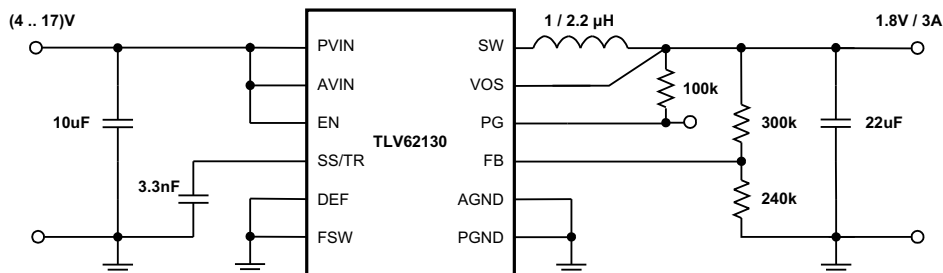 (4 .. 17)V
1 / 2.2 µH
1.8V / 3A
PVIN
SW
AVIN
VOS
100k
10uF
EN
PG
300k
22uF
TLV62130
SS/TR
FB
3.3nF
DEF
AGND
240k
FSW
PGND